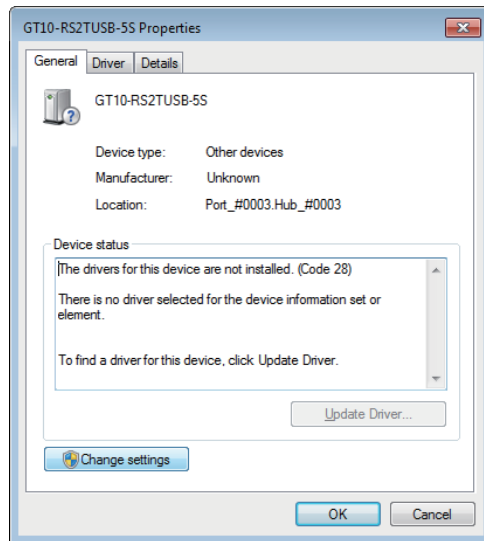 GT10-RS2TUSB-5S Properties
General Driver Details
GT10-RS2TUSB-5S
Device type: Other devices
Manufacturer: Unknown
Location: Port_#0003.Hub_#0003
Device status
The drivers for this device are not installed. (Code 28)
There is no driver selected for the device information set or
element.
To find a driver for this device, click Update Driver.
Update Driver...
Change settings
OK Cancel